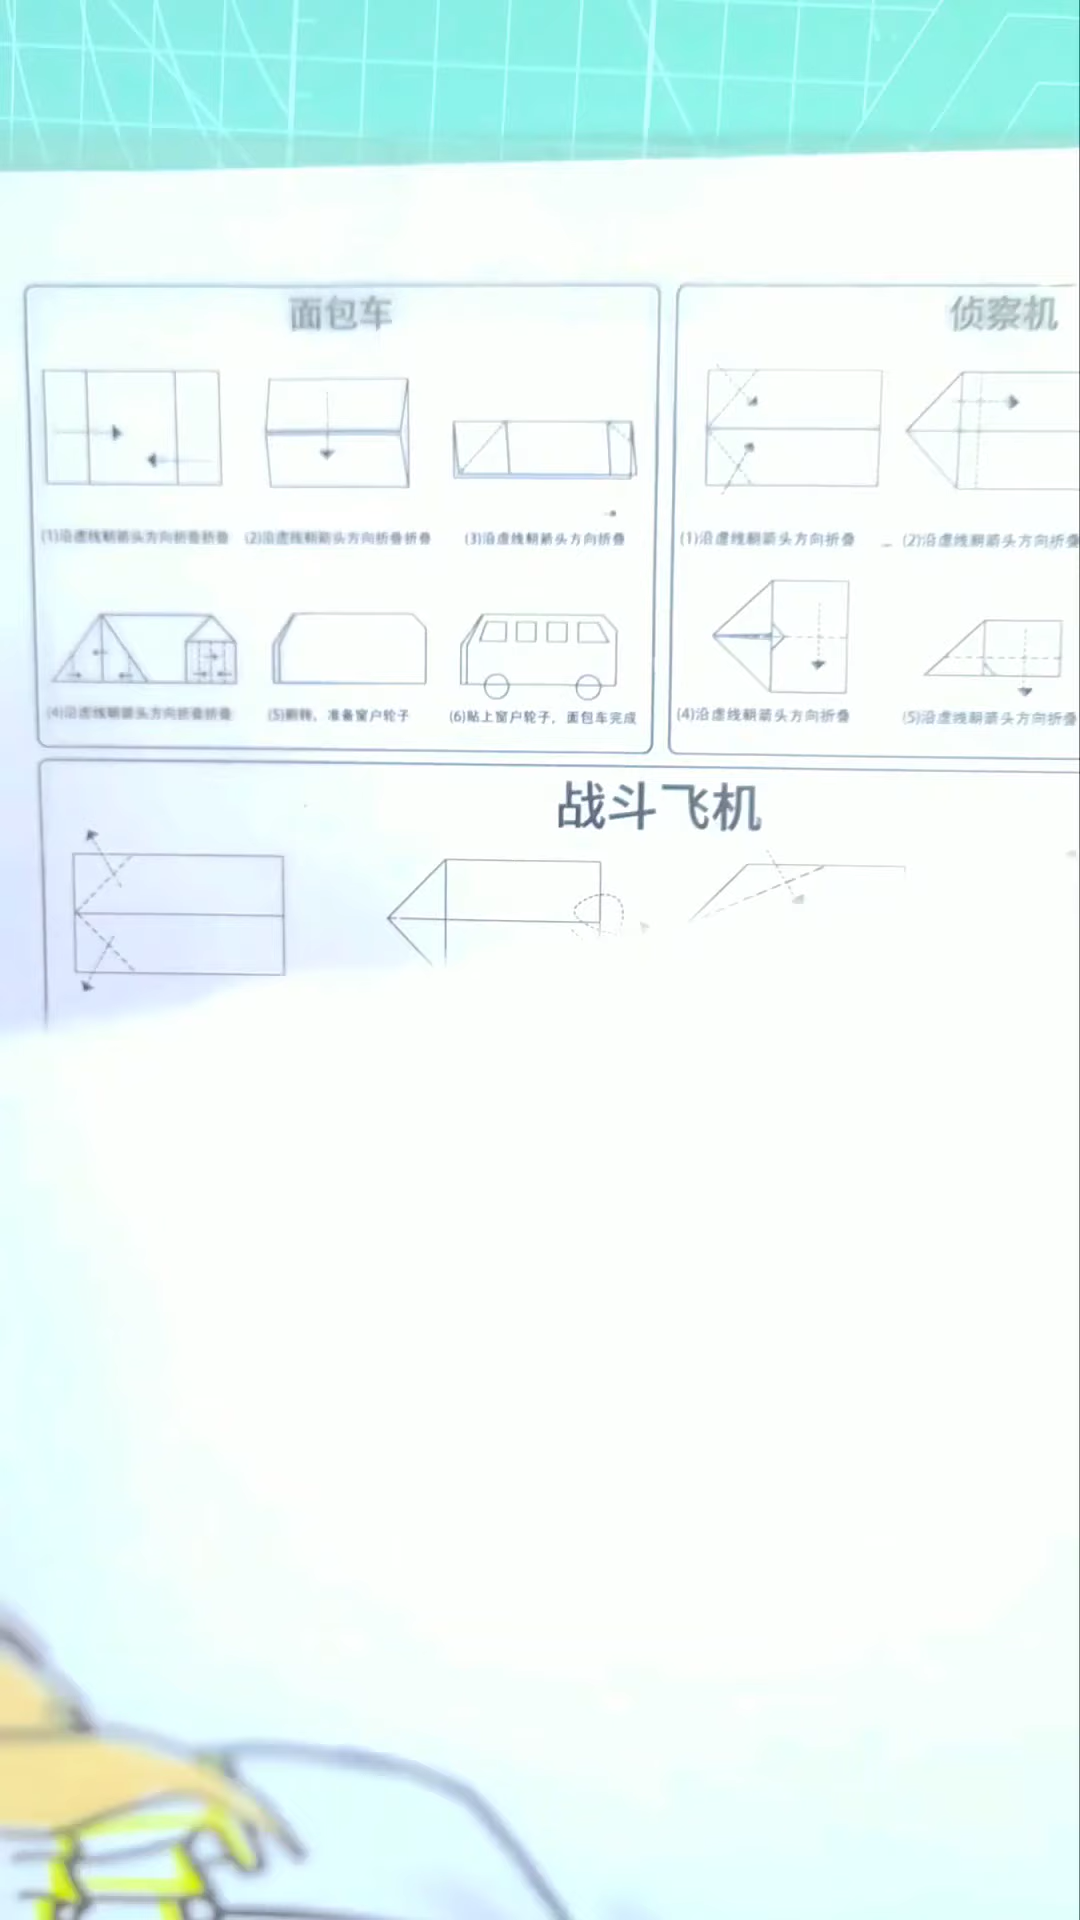 面包车
(1)沿虚线朝箭头方向折叠折叠
(2)沿虚线朝箭头方向折叠折叠
(3)沿虚线朝箭头方向折叠
(4)沿虚线朝箭头方向折叠折叠
(5)翻转，准备窗户轮子
(6)贴上窗户轮子，面包车完成
侦察机
(1)沿虚线朝箭头方向折叠
(2)沿虚线朝箭头方向折叠
(4)沿虚线朝箭头方向折叠
(5)沿虚线朝箭头方向折叠
战斗飞机